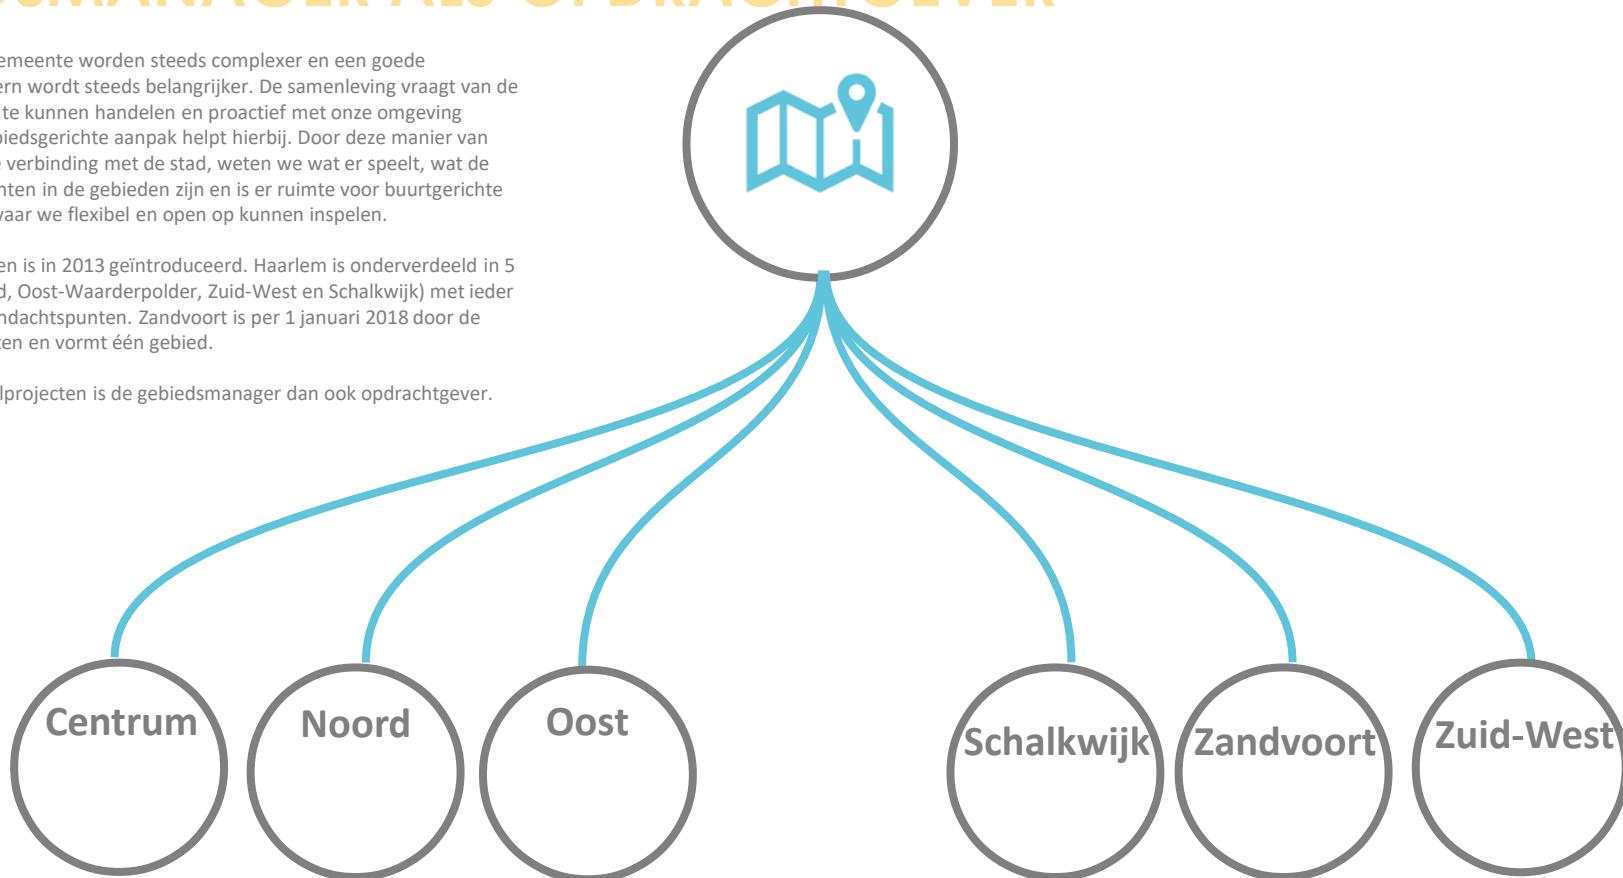 SMANAGER ALS OPDRACHTGEVER
emeente worden steeds complexer en een goede
ern wordt steeds belangrijker. De samenleving vraagt van de
te kunnen handelen en proactief met onze omgeving
biedsgerichte aanpak helpt hierbij. Door deze manier van
e verbinding met de stad, weten we wat er speelt, wat de
nten in de gebieden zijn en is er ruimte voor buurtgerichte
waar we flexibel en open op kunnen inspelen.
en is in 2013 geïntroduceerd. Haarlem is onderverdeeld in 5
d, Oost-Waarderpolder, Zuid-West en Schalkwijk) met ieder
ndachtspunten. Zandvoort is per 1 januari 2018 door de
ten en vormt één gebied.
lprojecten is de gebiedsmanager dan ook opdrachtgever.
Centrum
Noord
Oost
Schalkwijk
Zandvoort
Zuid-West